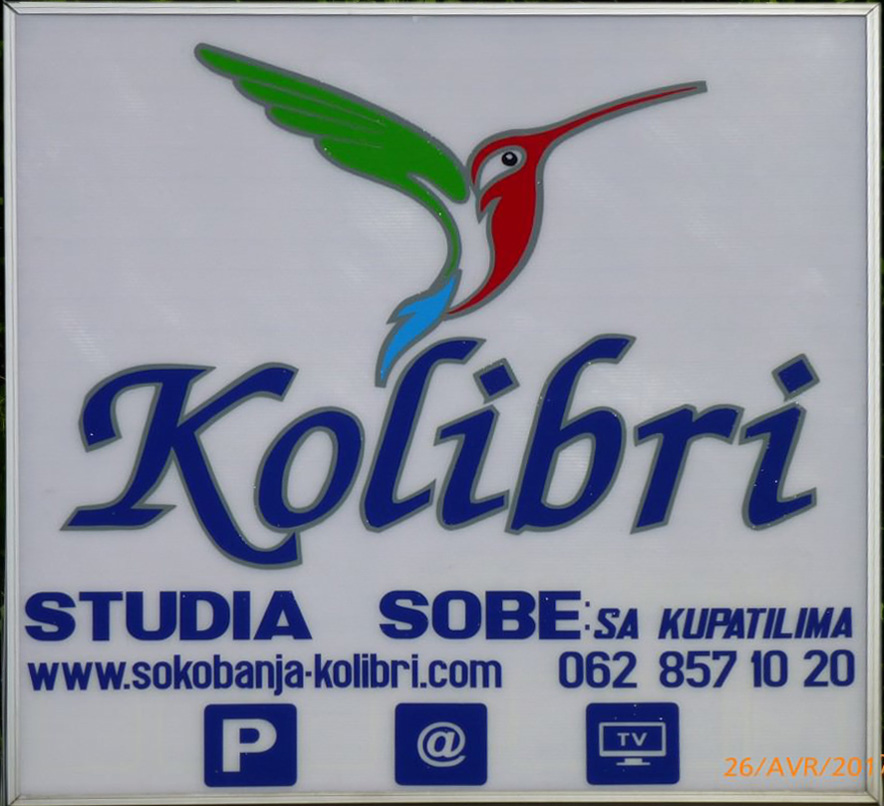 Kolibri
STUDIA SOBE: SA KUPATILIMA
www.sokobanja-kolibri.com 062 857 10 20
P @ TV
26/AVR/2017